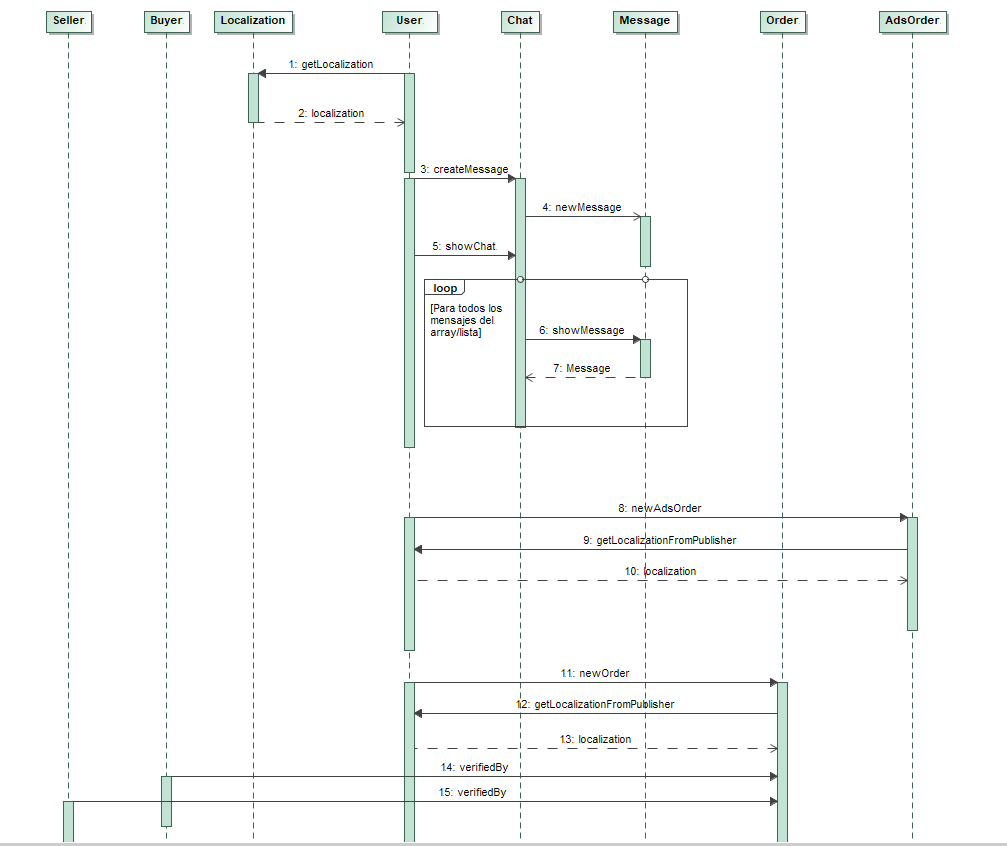 Seller
Buyer
Localization
User
Chat
Message
Order
AdsOrder
1: getLocalization
2: localization
3: createMessage
4: newMessage
5: showChat
loop
[Para todos los
mensajes del
array/lista]
6: showMessage
7: Message
8: newAdsOrder
9: getLocalizationFromPublisher
10: localization
11: newOrder
12: getLocalizationFromPublisher
13: localization
14: verifiedBy
15: verifiedBy